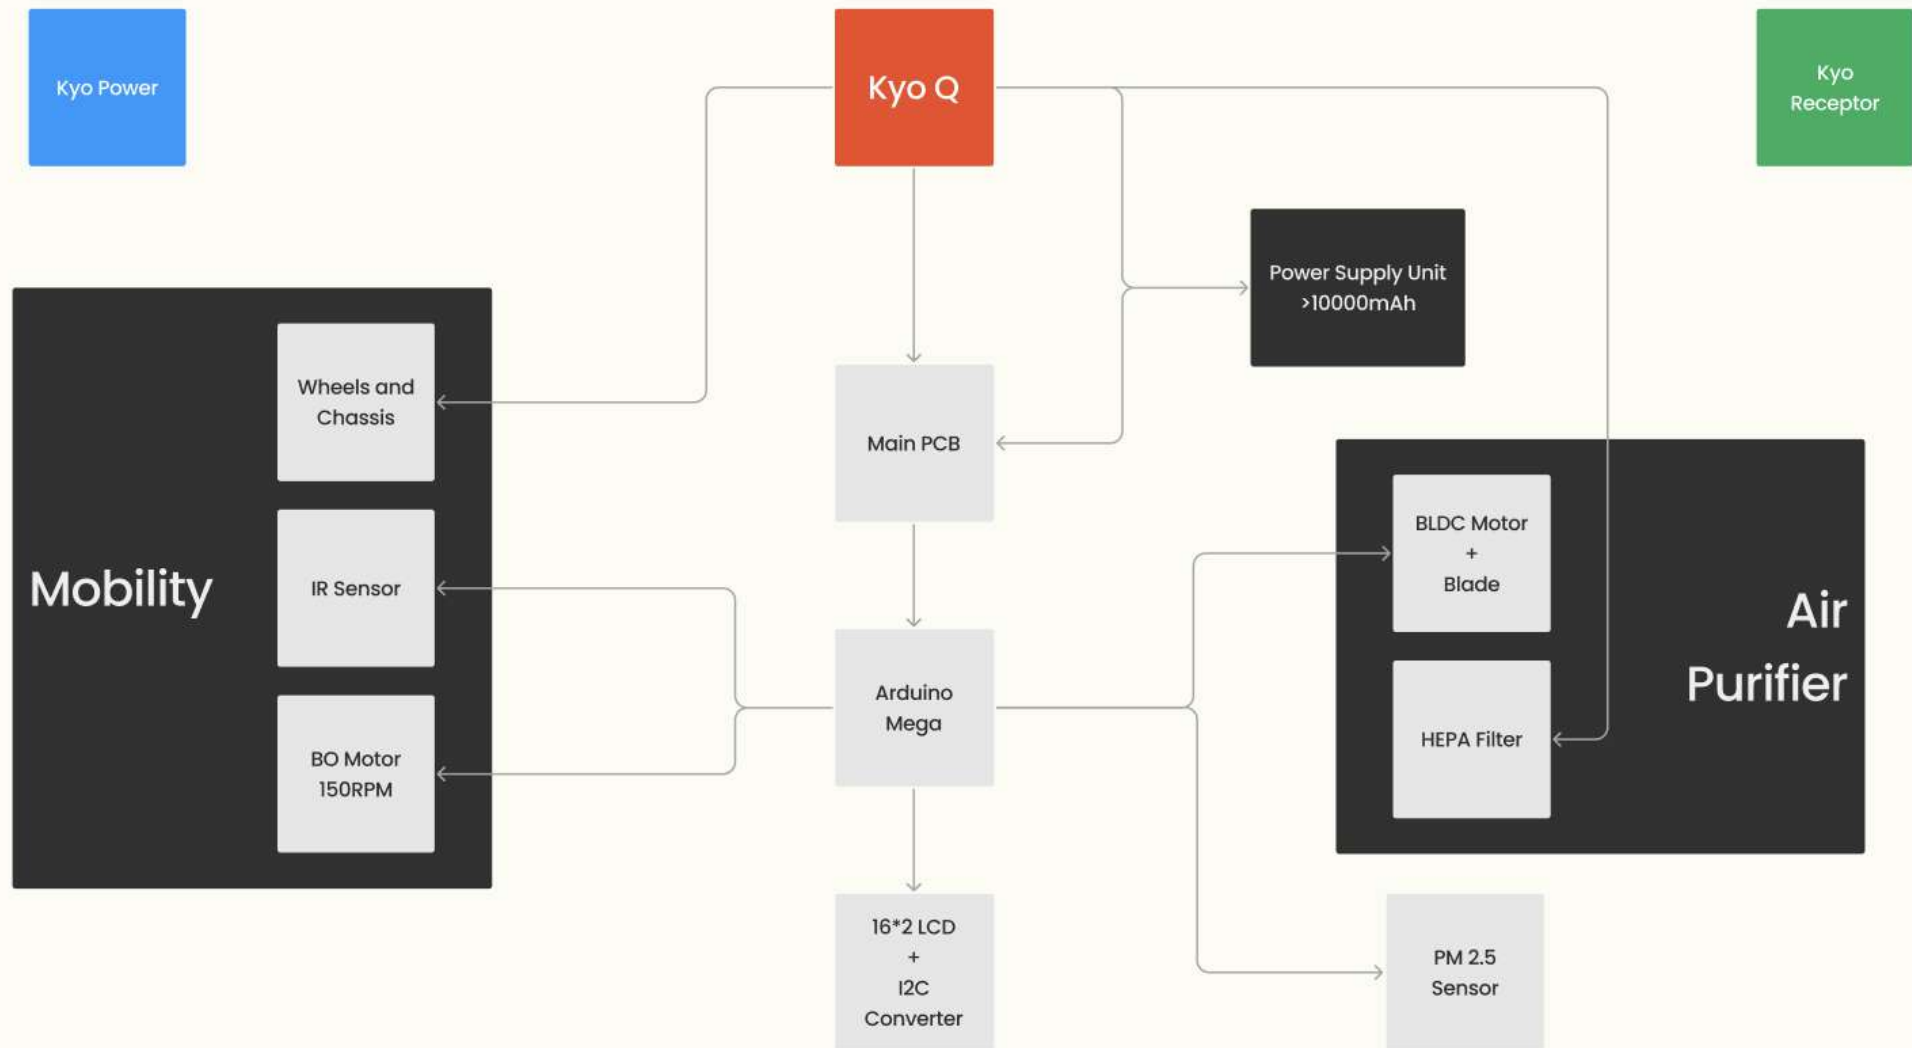 Kyo Power
Kyo Q
Kyo
Receptor
Power Supply Unit
>10000mAh
Mobility
Wheels and
Chassis
IR Sensor
BO Motor
150RPM
Main PCB
Arduino
Mega
16*2 LCD
+
I2C
Converter
BLDC Motor
+
Blade
HEPA Filter
Air
Purifier
PM 2.5
Sensor